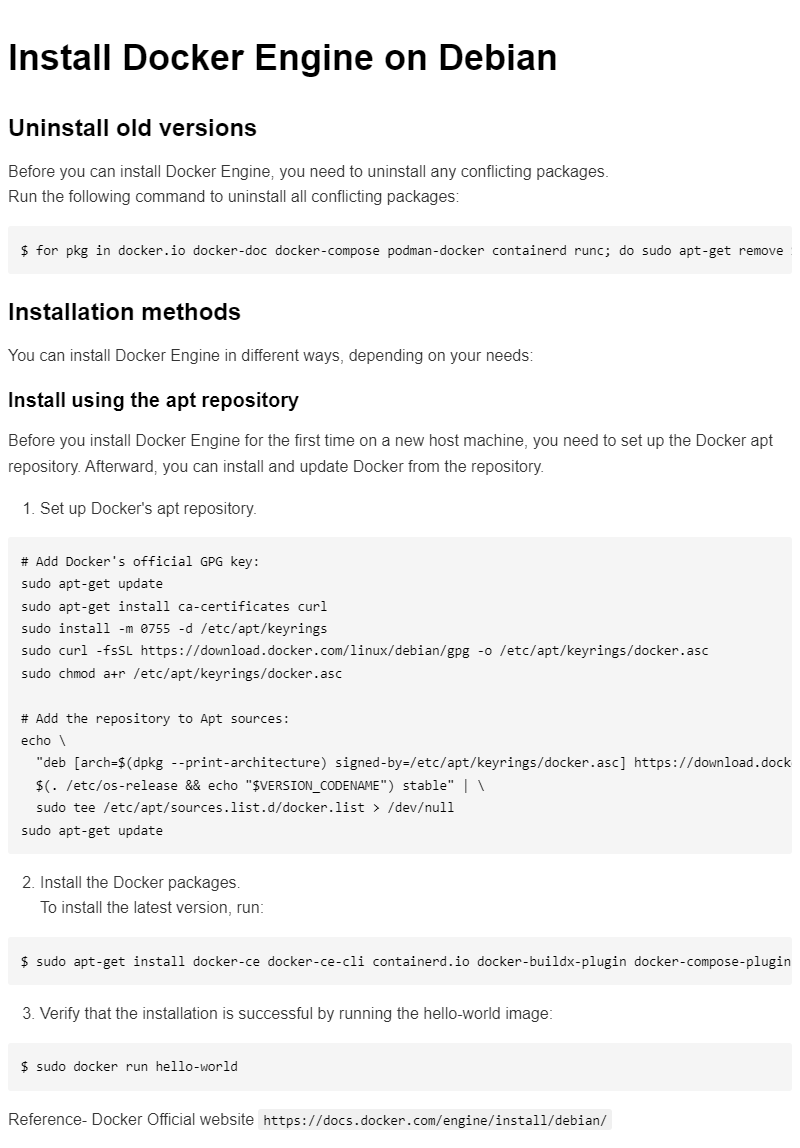 Install Docker Engine on Debian
Uninstall old versions
Before you can install Docker Engine, you need to uninstall any conflicting packages.
Run the following command to uninstall all conflicting packages:
$ for pkg in docker.io docker-doc docker-compose podman-docker containerd runc; do sudo apt-get remove
Installation methods
You can install Docker Engine in different ways, depending on your needs:
Install using the apt repository
Before you install Docker Engine for the first time on a new host machine, you need to set up the Docker apt
repository. Afterward, you can install and update Docker from the repository.
1. Set up Docker's apt repository.
# Add Docker's official GPG key:
sudo apt-get update
sudo apt-get install ca-certificates curl
sudo install -m 0755 -d /etc/apt/keyrings
sudo curl -fsSL https://download.docker.com/linux/debian/gpg -o /etc/apt/keyrings/docker.asc
sudo chmod a+r /etc/apt/keyrings/docker.asc
# Add the repository to Apt sources:
echo \
"deb [arch=$(dpkg --print-architecture) signed-by=/etc/apt/keyrings/docker.asc] https://download.dock
$(. /etc/os-release && echo "$VERSION_CODENAME") stable" | \
sudo tee /etc/apt/sources.list.d/docker.list > /dev/null
sudo apt-get update
2. Install the Docker packages.
To install the latest version, run:
$ sudo apt-get install docker-ce docker-ce-cli containerd.io docker-buildx-plugin docker-compose-plugin
3. Verify that the installation is successful by running the hello-world image:
$ sudo docker run hello-world
Reference- Docker Official website https://docs.docker.com/engine/install/debian/